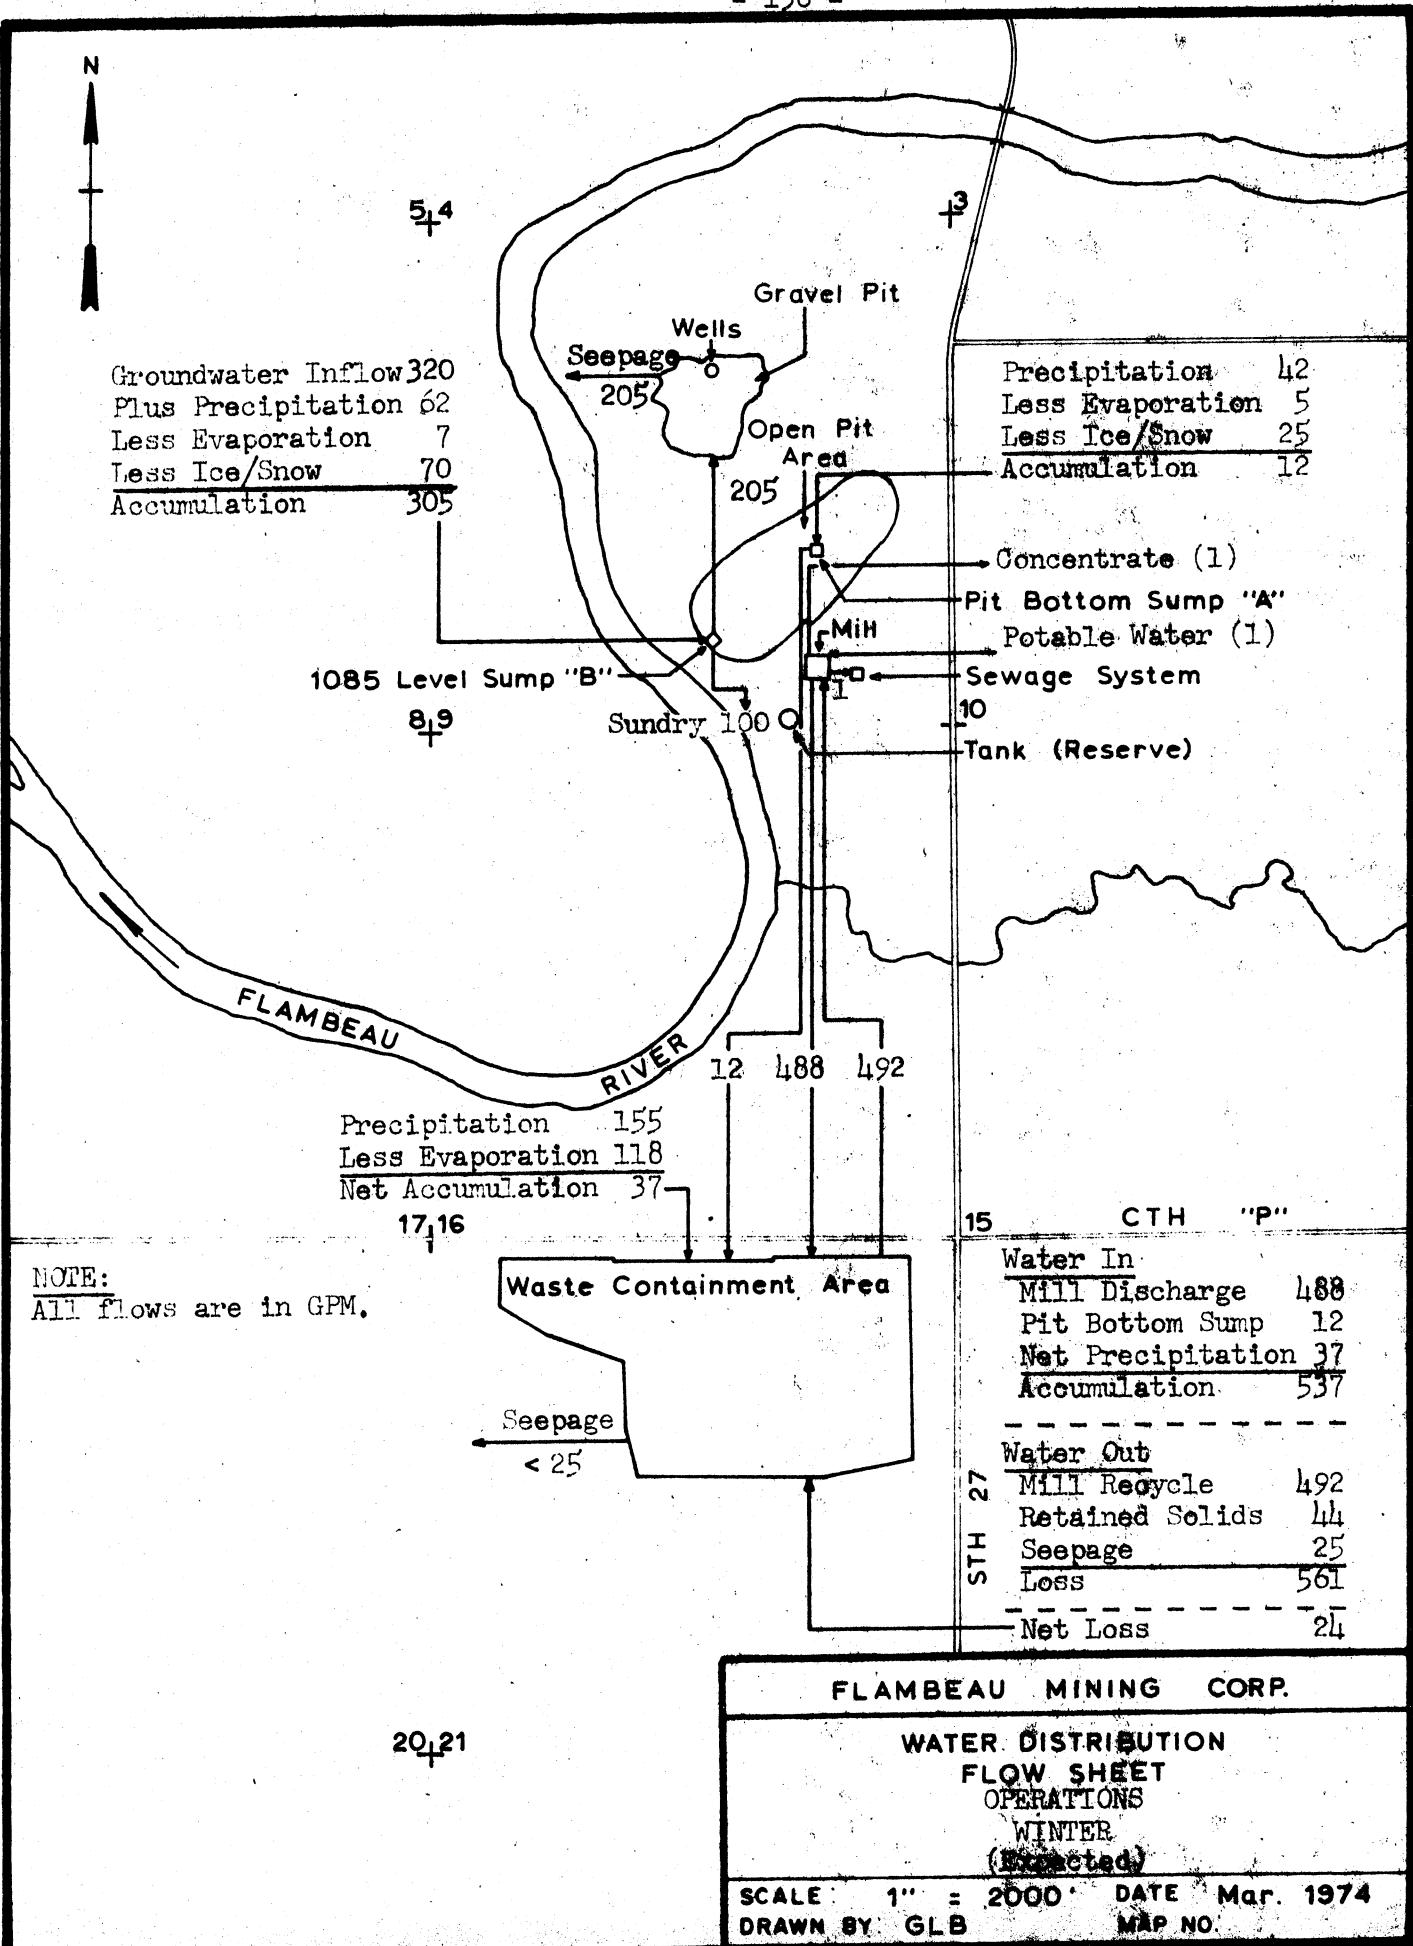 - 138 -
N
5 4
3
Gravel Pit
Wells
Seepage
205
Groundwater Inflow 320
Plus Precipitation 62
Less Evaporation 7
Less Ice/Snow 70
Accumulation 305
Precipitation 42
Less Evaporation 5
Less Ice/Snow 25
Accumulation 12
Open Pit
Area
205
Concentrate (1)
Pit Bottom Sump "A"
Mill
Potable Water (1)
1085 Level Sump "B"
Sewage System
1
8 9
Sundry 100
10
Tank (Reserve)
FLAMBEAU
RIVER
12 488 492
Precipitation 155
Less Evaporation 118
Net Accumulation 37
17 16
15
CTH "P"
NOTE:
All flows are in GPM.
Waste Containment Area
Seepage
< 25
Water In
Mill Discharge 488
Pit Bottom Sump 12
Net Precipitation 37
Accumulation 537
Water Out
Mill Recycle 492
Retained Solids 44
Seepage 25
Loss 561
Net Loss 24
STH 27
20 21
FLAMBEAU MINING CORP.
WATER DISTRIBUTION
FLOW SHEET
OPERATIONS
WINTER
(Expected)
SCALE: 1" = 2000' DATE Mar. 1974
DRAWN BY: GLB MAP NO.